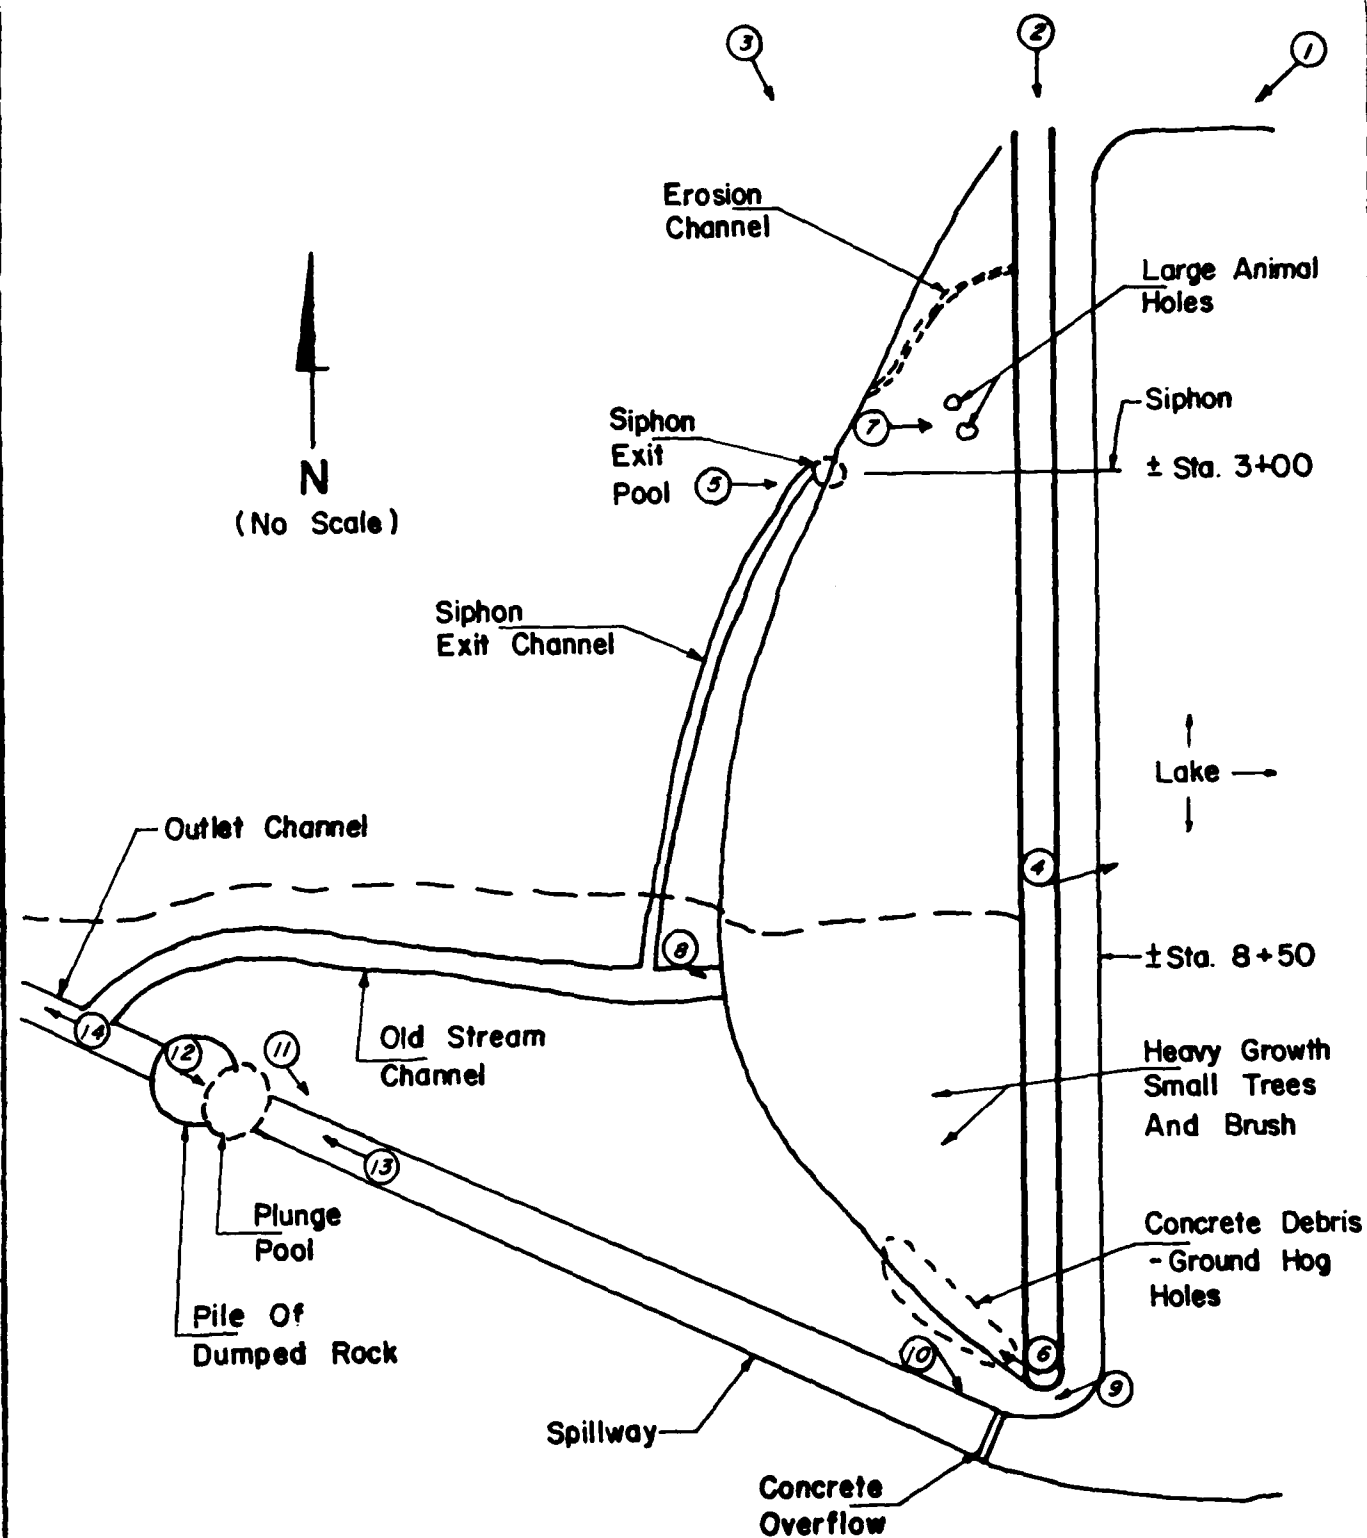 3
2
1
Erosion
Channel
Large Animal
Holes
Siphon
Siphon
Exit
Pool
7
5
± Sta. 3+00
N
(No Scale)
Siphon
Exit Channel
Lake
Outlet Channel
4
8
± Sta. 8+50
14
12
11
Old Stream
Channel
Heavy Growth
Small Trees
And Brush
13
Plunge
Pool
Concrete Debris
- Ground Hog
Holes
Pile Of
Dumped Rock
10
6
9
Spillway
Concrete
Overflow